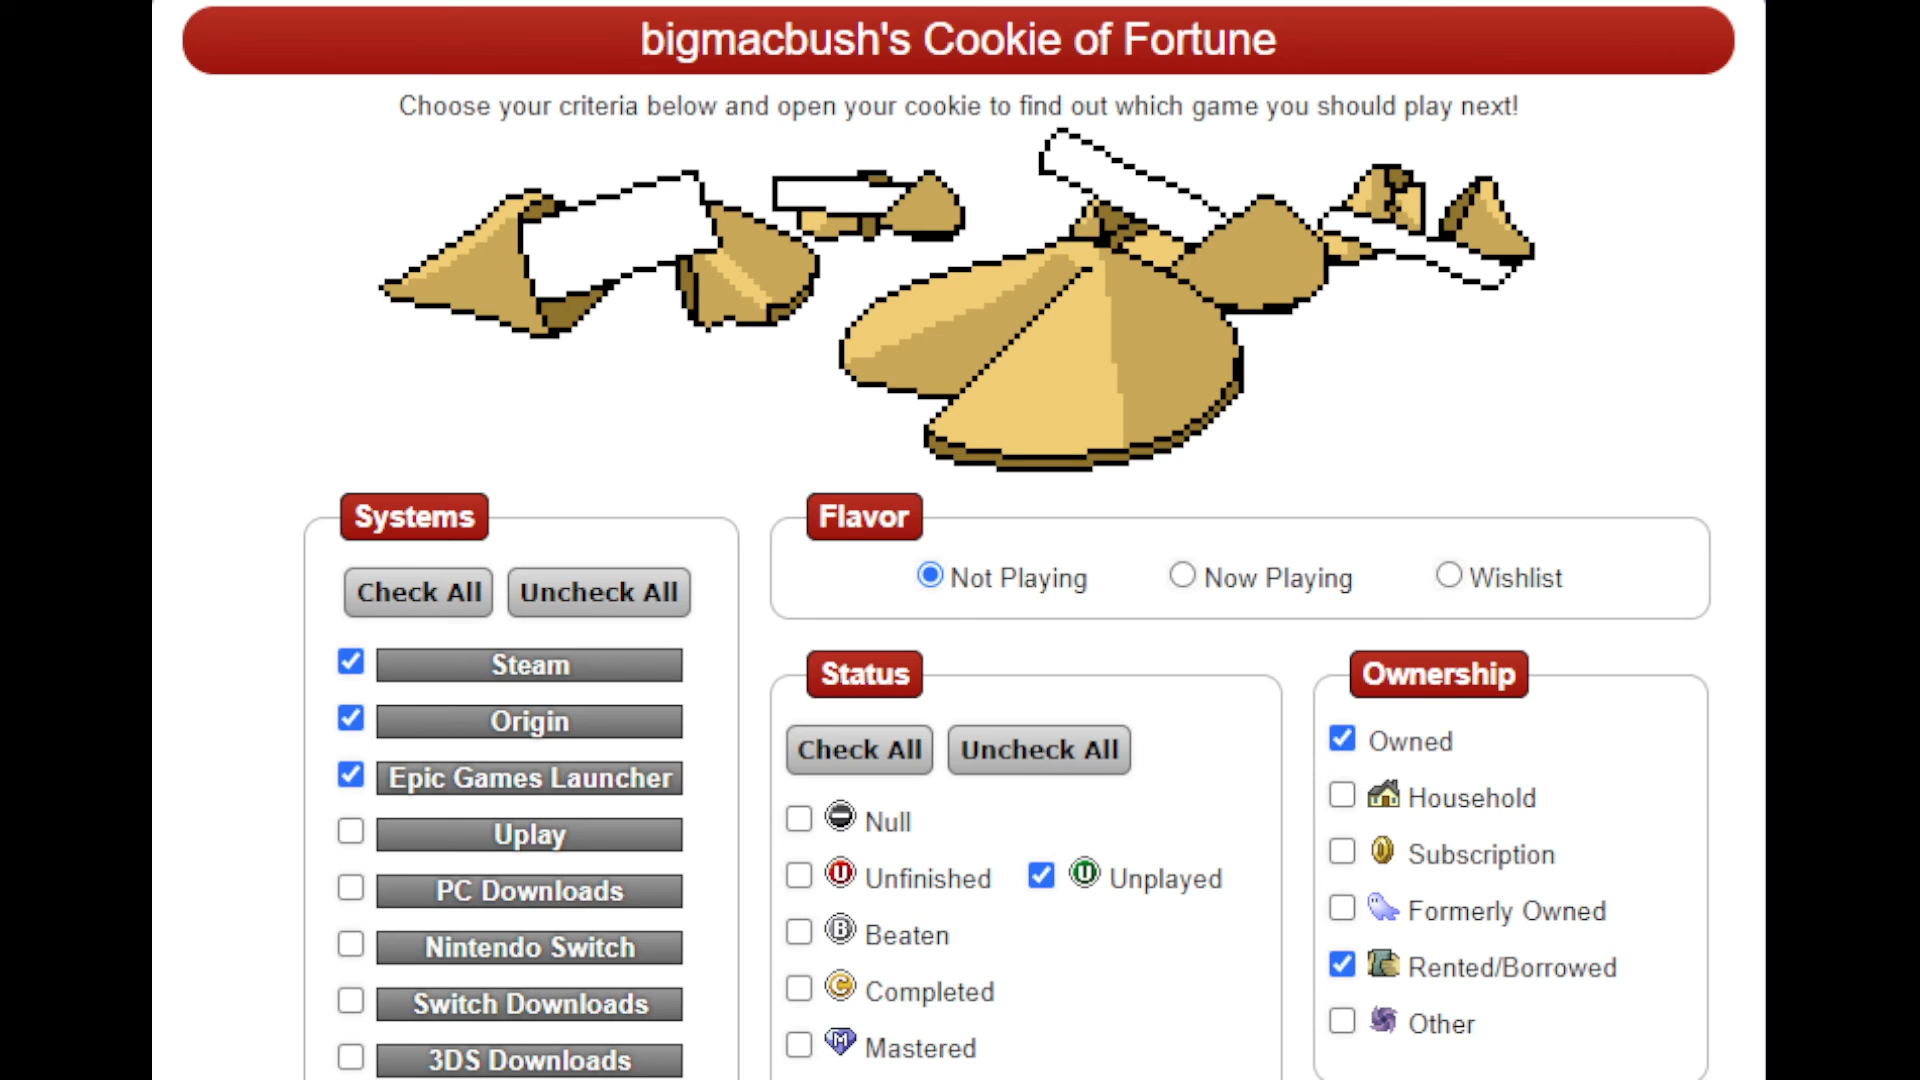 bigmacbush's Cookie of Fortune
Choose your criteria below and open your cookie to find out which game you should play next!
Systems
Check All Uncheck All
Steam
Origin
Epic Games Launcher
Uplay
PC Downloads
Nintendo Switch
Switch Downloads
3DS Downloads
Flavor
Not Playing Now Playing Wishlist
Status
Check All Uncheck All
Null
U Unfinished U Unplayed
B Beaten
C Completed
M Mastered
Ownership
Owned
Household
Subscription
Formerly Owned
Rented/Borrowed
Other